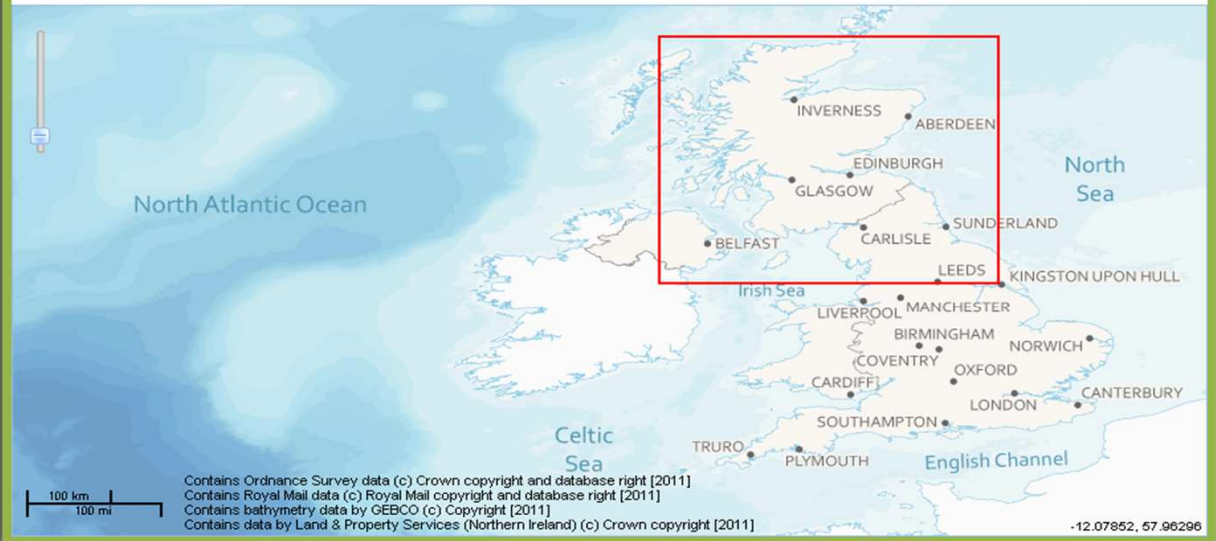 INVERNESS
ABERDEEN
EDINBURGH
North
Sea
GLASGOW
North Atlantic Ocean
SUNDERLAND
CARLISLE
BELFAST
LEEDS
KINGSTON UPON HULL
Irish Sea
MANCHESTER
LIVERPOOL
BIRMINGHAM
NORWICH
COVENTRY
OXFORD
CARDIFF
CANTERBURY
LONDON
SOUTHAMPTON
Celtic
Sea
TRURO
PLYMOUTH
English Channel
Contains Ordnance Survey data (c) Crown copyright and database right [2011]
Contains Royal Mail data (c) Royal Mail copyright and database right [2011]
Contains bathymetry data by GEBCO (c) Copyright [2011]
Contains data by Land & Property Services (Northern Ireland) (c) Crown copyright [2011]
100 km
100 mi
-12.07852, 57.96296